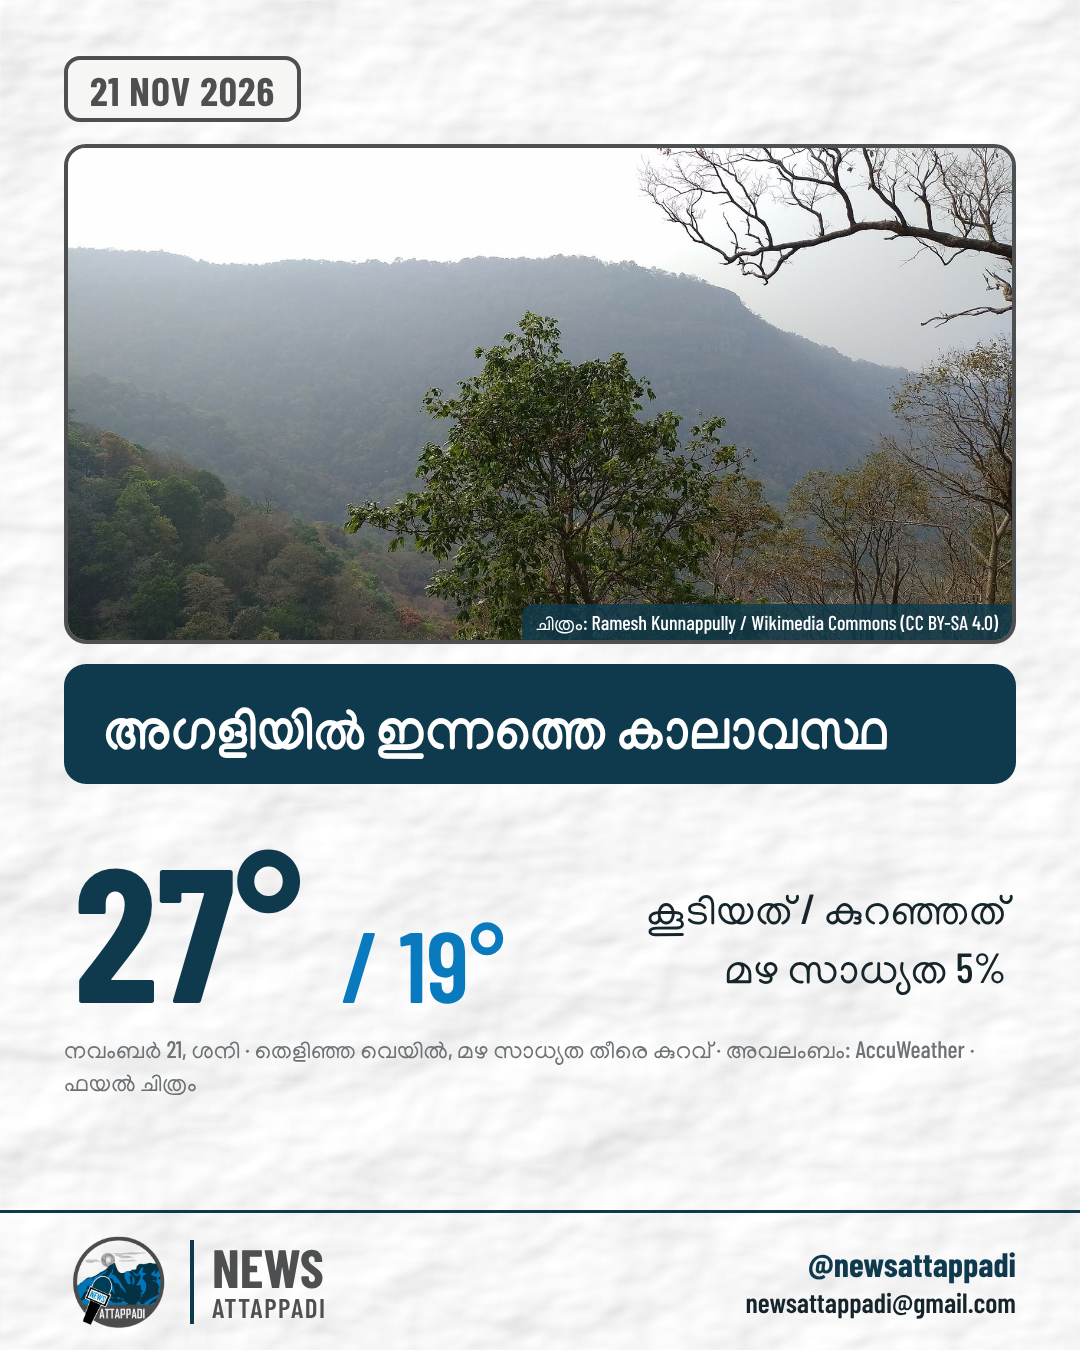 21 NOV 2026
ചിത്രം: Ramesh Kunnappully / Wikimedia Commons (CC BY-SA 4.0)
അഗളിയിൽ ഇന്നത്തെ കാലാവസ്ഥ
27° / 19°
കൂടിയത് / കുറഞ്ഞത്
മഴ സാധ്യത 5%
നവംബർ 21, ശനി · തെളിഞ്ഞ വെയിൽ, മഴ സാധ്യത തീരെ കുറവ് · അവലംബം: AccuWeather ·
ഫയൽ ചിത്രം
NEWS
ATTAPPADI
NEWS
ATTAPPADI
@newsattappadi
newsattappadi@gmail.com